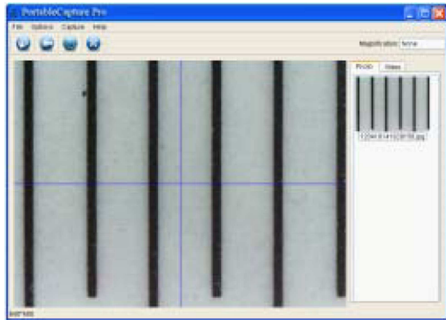 PortableCapture Pro
File Options Capture Help
Magnification: None
Photo Video